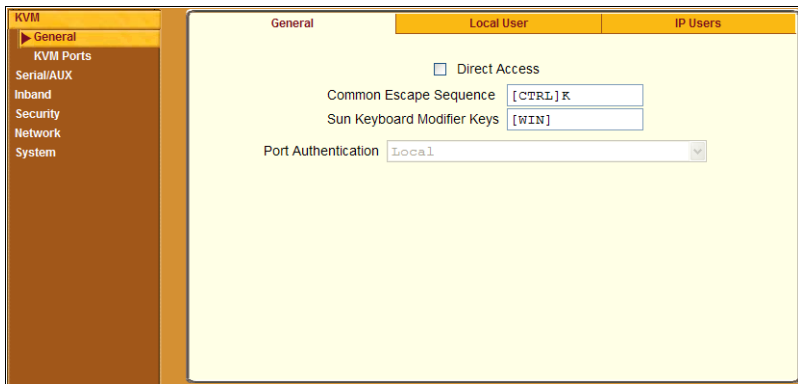 KVM
General
KVM Ports
Serial/AUX
Inband
Security
Network
System
General Local User IP Users
Direct Access
Common Escape Sequence [CTRL]K
Sun Keyboard Modifier Keys [WIN]
Port Authentication Local